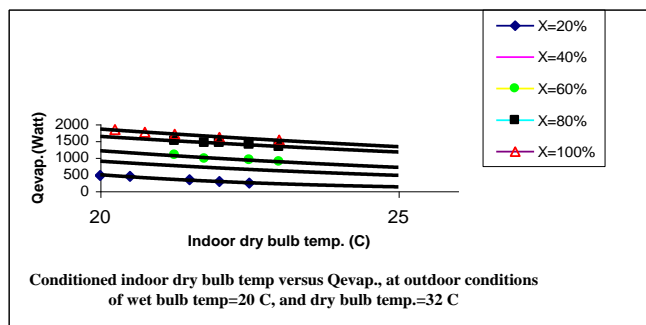 X=20%
X=40%
X=60%
X=80%
X=100%
Qevap.(Watt)
2000
1500
1000
500
0
20
25
Indoor dry bulb temp. (C)
Conditioned indoor dry bulb temp versus Qevap., at outdoor conditions
of wet bulb temp=20 C, and dry bulb temp.=32 C